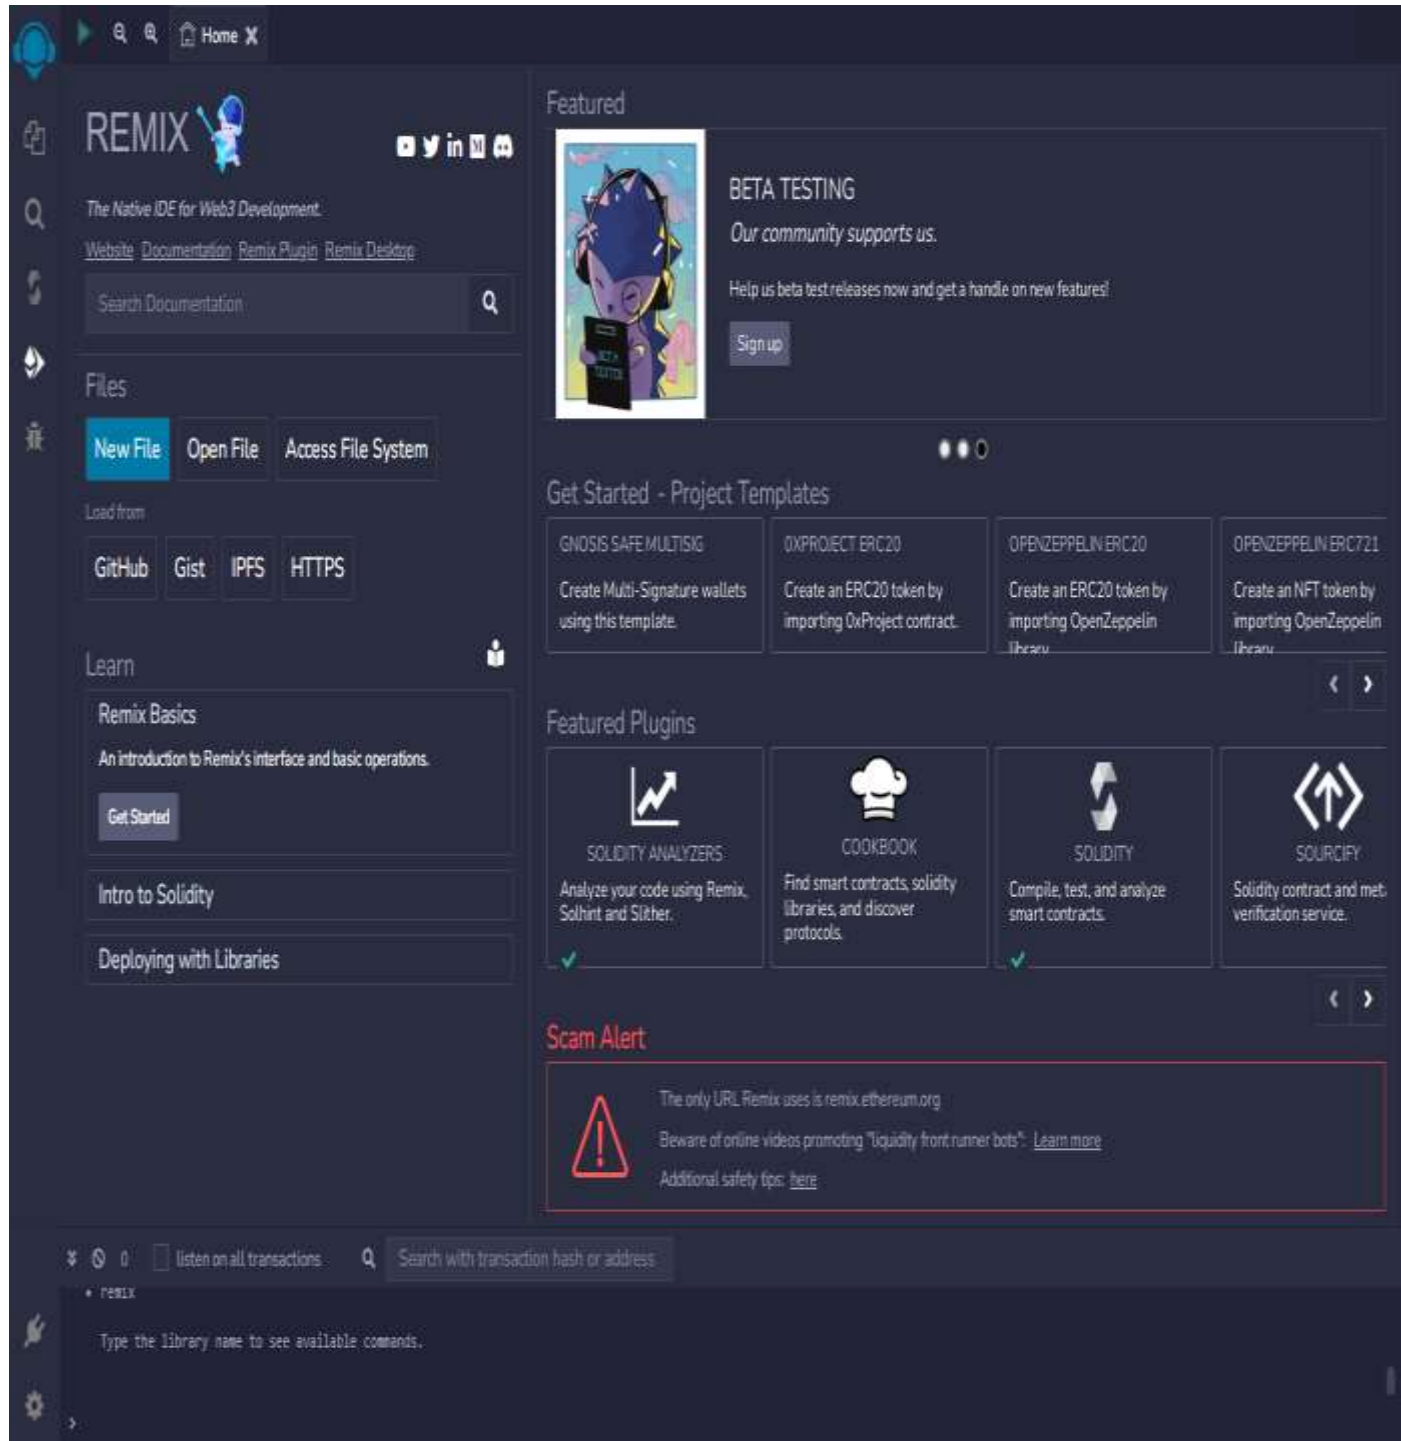 Home
REMIX
The Native IDE for Web3 Development.
Website Documentation Remix Plugin Remix Desktop
Search Documentation
Files
New File Open File Access File System
Load from
GitHub Gist IPFS HTTPS
Learn
Remix Basics
An introduction to Remix's interface and basic operations.
Get Started
Intro to Solidity
Deploying with Libraries
Featured
BETA TESTER
BETA TESTING
Our community supports us.
Help us beta test releases now and get a handle on new features!
Sign up
Get Started - Project Templates
GNOSIS SAFE MULTISIG
Create Multi-Signature wallets
using this template.
0XPROJECT ERC20
Create an ERC20 token by
importing 0xProject contract.
OPENZEPPELIN ERC20
Create an ERC20 token by
importing OpenZeppelin
library
OPENZEPPELIN ERC721
Create an NFT token by
importing OpenZeppelin
library
Featured Plugins
SOLIDITY ANALYZERS
Analyze your code using Remix,
Solhint and Slither.
COOKBOOK
Find smart contracts, solidity
libraries, and discover
protocols.
SOLIDITY
Compile, test, and analyze
smart contracts.
SOURCIFY
Solidity contract and met
verification service.
Scam Alert
The only URL Remix uses is remix.ethereum.org
Beware of online videos promoting "liquidity front runner bots": Learn more
Additional safety tips: here
0 listen on all transactions Search with transaction hash or address
• remix
Type the library name to see available commands.
>